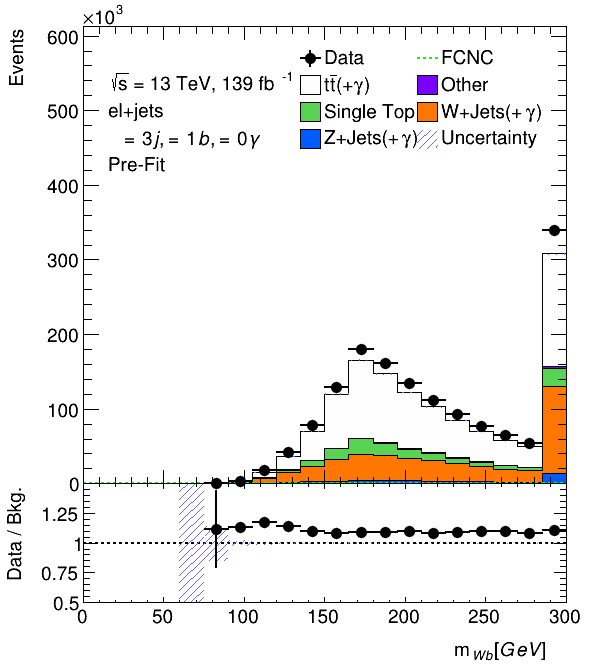 ×10³
Events
600
500
400
300
200
100
0
√s = 13 TeV, 139 fb⁻¹
el+jets
= 3j, = 1b, = 0γ
Pre-Fit
Data
FCNC
tt̄(+γ)
Other
Single Top
W+Jets(+γ)
Z+Jets(+γ)
Uncertainty
Data / Bkg.
1.25
1
0.75
0.5
0 50 100 150 200 250 300
m_Wb[GeV]